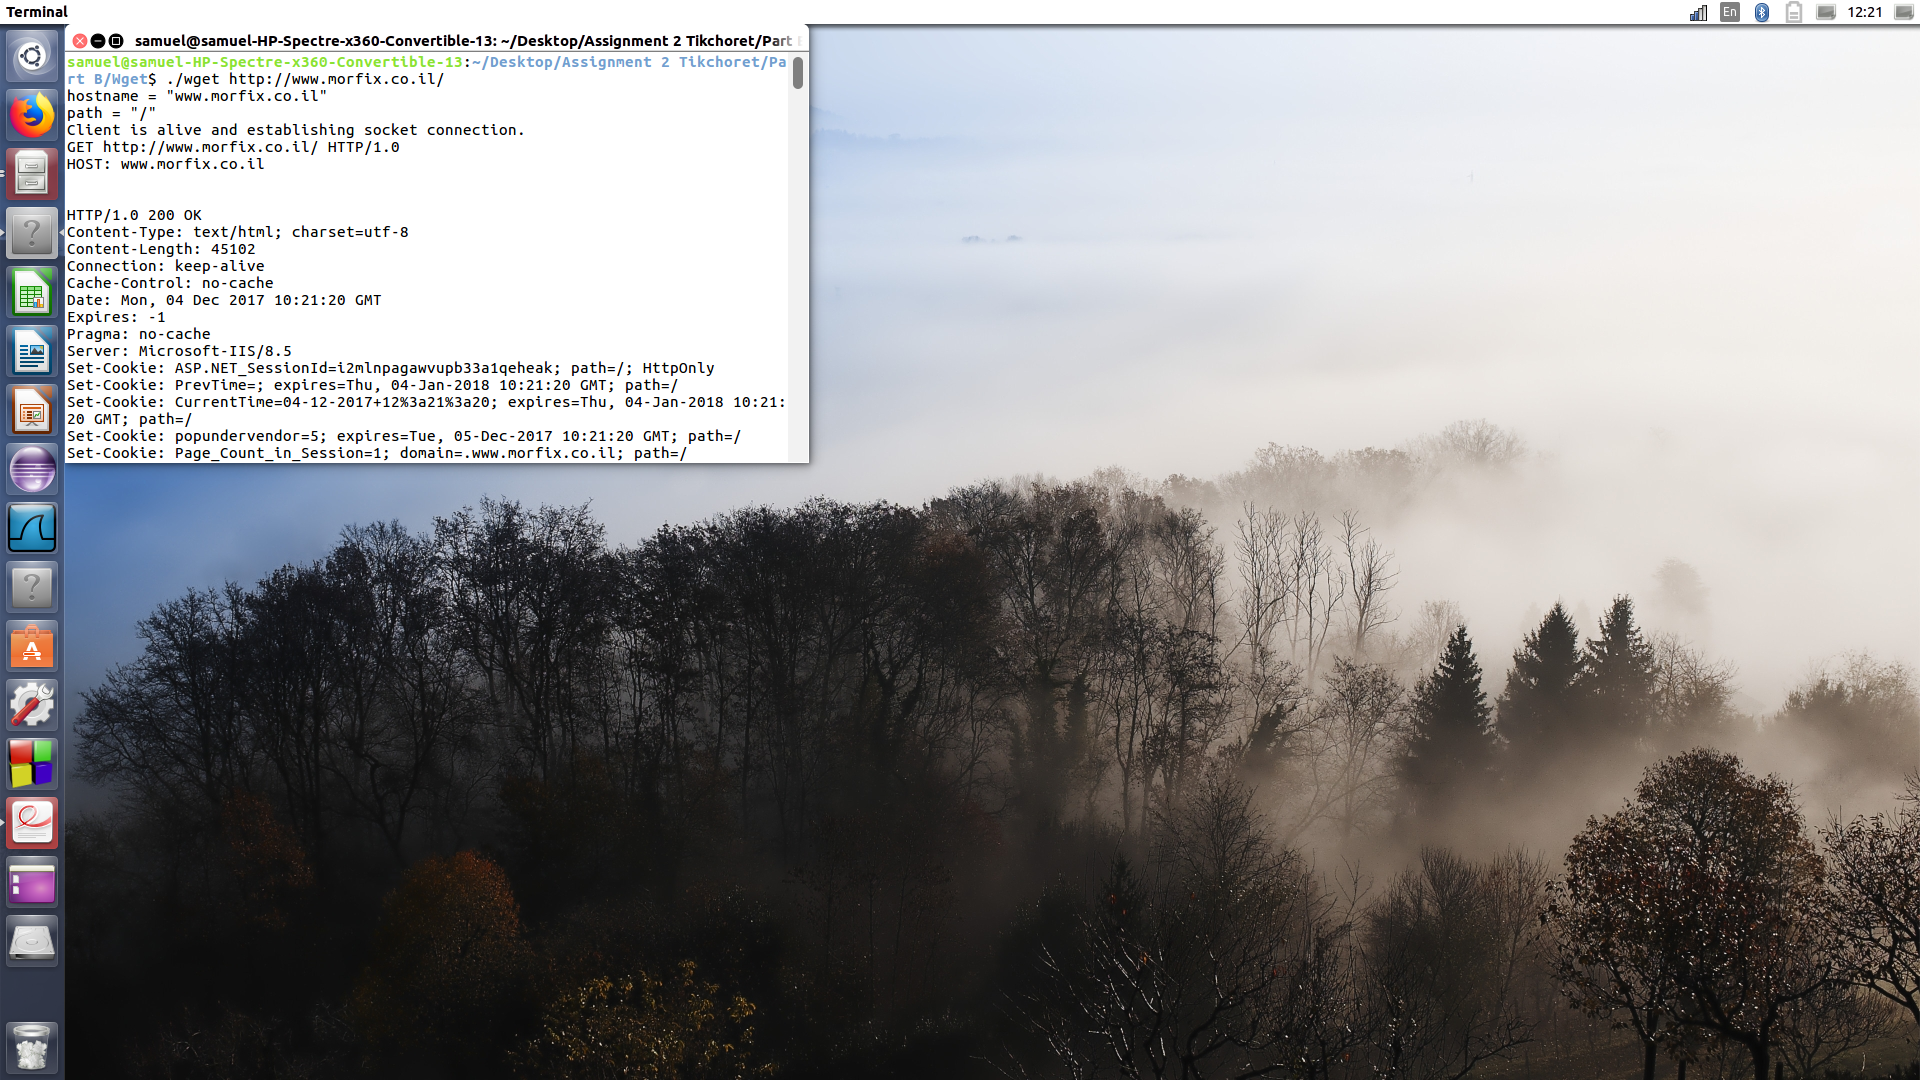 Terminal
En
12:21
samuel@samuel-HP-Spectre-x360-Convertible-13: ~/Desktop/Assignment 2 Tikchoret/Part
samuel@samuel-HP-Spectre-x360-Convertible-13:~/Desktop/Assignment 2 Tikchoret/Pa
rt B/Wget$ ./wget http://www.morfix.co.il/
hostname = "www.morfix.co.il"
path = "/"
Client is alive and establishing socket connection.
GET http://www.morfix.co.il/ HTTP/1.0
HOST: www.morfix.co.il
HTTP/1.0 200 OK
Content-Type: text/html; charset=utf-8
Content-Length: 45102
Connection: keep-alive
Cache-Control: no-cache
Date: Mon, 04 Dec 2017 10:21:20 GMT
Expires: -1
Pragma: no-cache
Server: Microsoft-IIS/8.5
Set-Cookie: ASP.NET_SessionId=i2mlnpagawvupb33a1qeheak; path=/; HttpOnly
Set-Cookie: PrevTime=; expires=Thu, 04-Jan-2018 10:21:20 GMT; path=/
Set-Cookie: CurrentTime=04-12-2017+12%3a21%3a20; expires=Thu, 04-Jan-2018 10:21:
20 GMT; path=/
Set-Cookie: popundervendor=5; expires=Tue, 05-Dec-2017 10:21:20 GMT; path=/
Set-Cookie: Page_Count_in_Session=1; domain=.www.morfix.co.il; path=/